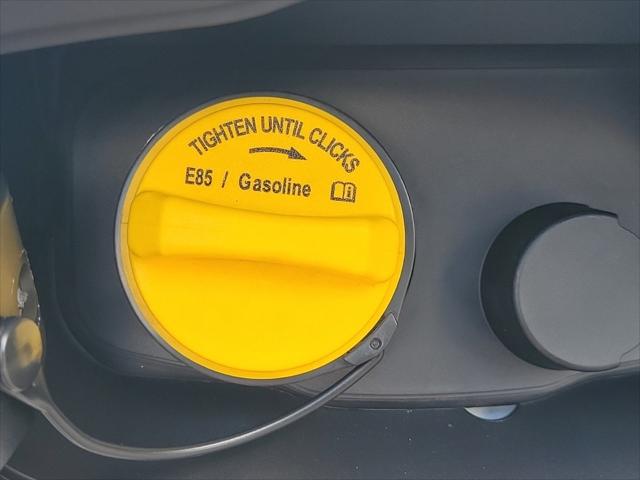 TIGHTEN UNTIL CLICKS
E85 / Gasoline